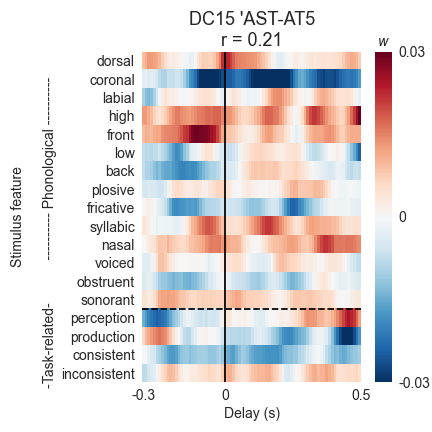 DC15 'AST-AT5
r = 0.21
w
dorsal
coronal
labial
high
front
low
back
plosive
fricative
syllabic
nasal
voiced
obstruent
sonorant
perception
production
consistent
inconsistent
Stimulus feature
-Task-related- ---------- Phonological ----------
0.03
0
-0.03
-0.3 0 0.5
Delay (s)